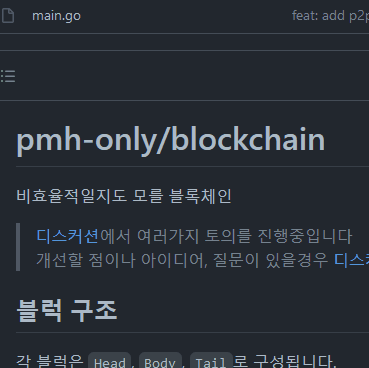 main.go feat: add p2p
pmh-only/blockchain
비효율적일지도 모를 블록체인
디스커션에서 여러가지 토의를 진행중입니다
개선할 점이나 아이디어, 질문이 있을경우 디스커
블럭 구조
각 블럭은 Head, Body, Tail로 구성됩니다.